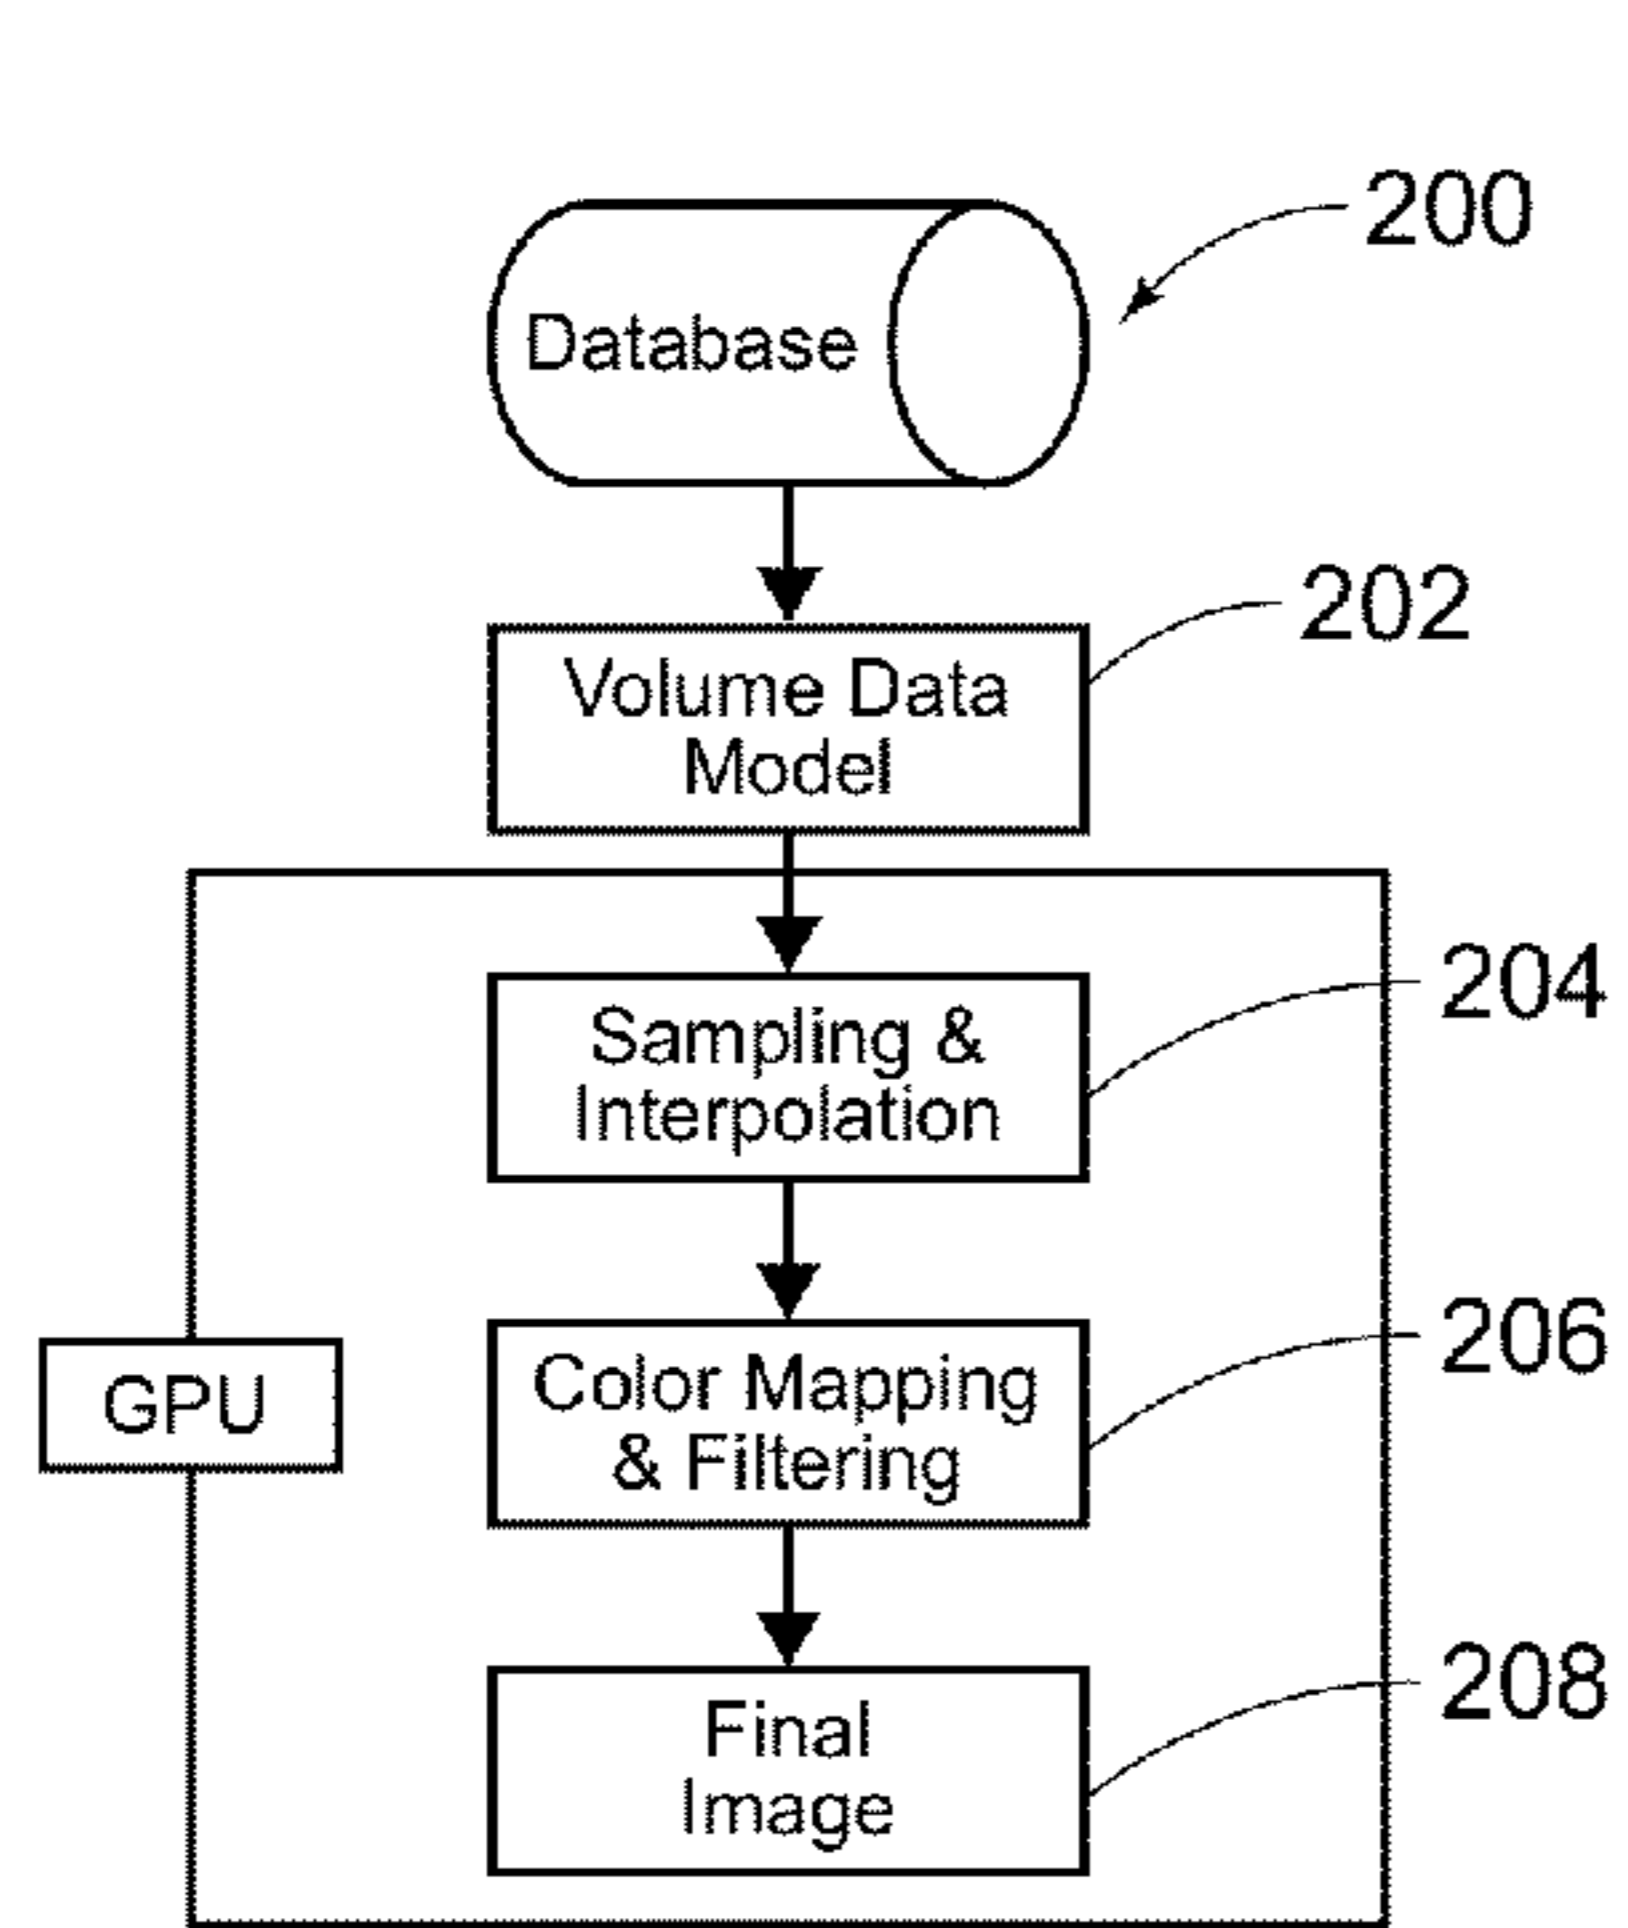 200
Database
202
Volume Data
Model
204
Sampling &
Interpolation
206
Color Mapping
& Filtering
GPU
208
Final
Image